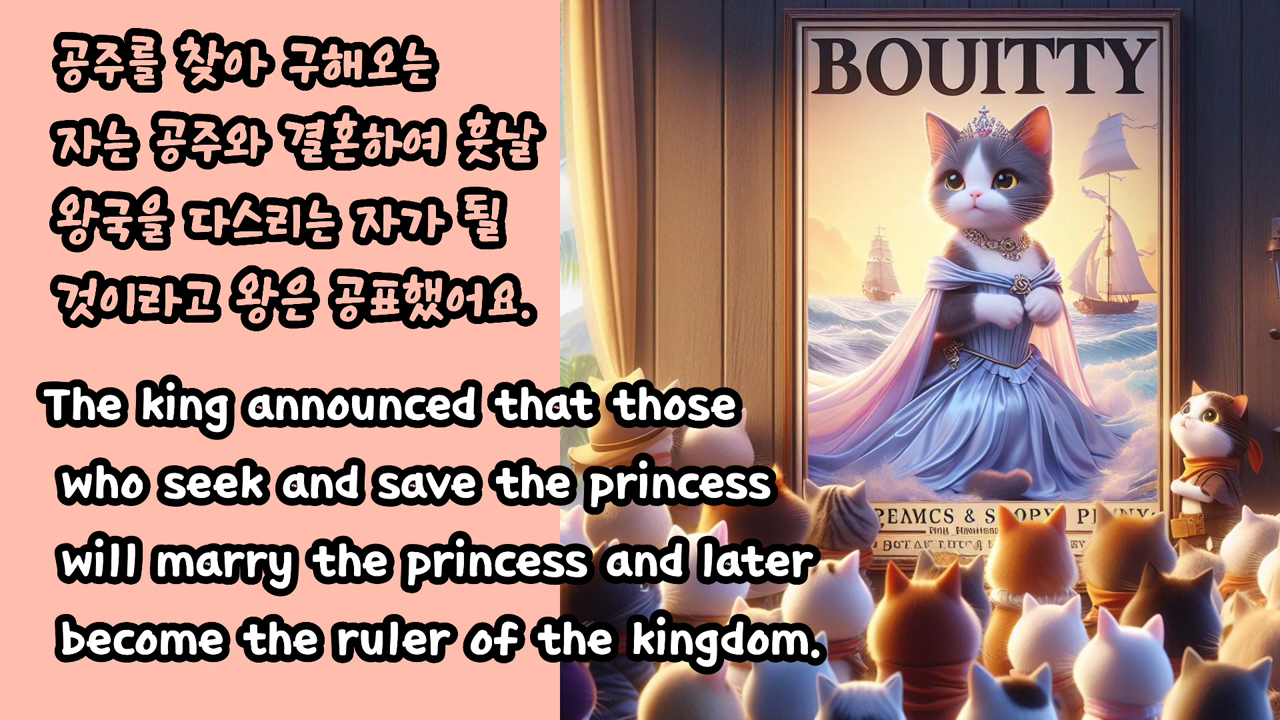 공주를 찾아 구해오는
자는 공주와 결혼하여 훗날
왕국을 다스리는 자가 될
것이라고 왕은 공표했어요.
The king announced that those
who seek and save the princess
will marry the princess and later
become the ruler of the kingdom.
BOUITTY